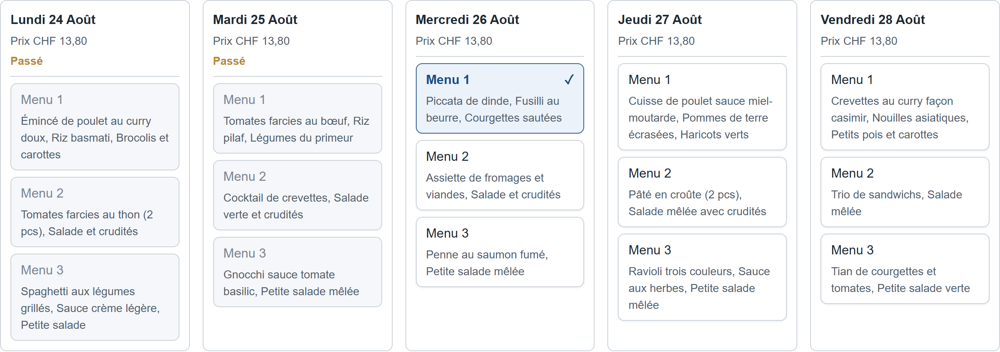 Lundi 24 Août
Prix CHF 13,80
Passé
Menu 1
Émincé de poulet au curry
doux, Riz basmati, Brocolis et
carottes
Menu 2
Tomates farcies au thon (2
pcs), Salade et crudités
Menu 3
Spaghetti aux légumes
grillés, Sauce crème légère,
Petite salade
Mardi 25 Août
Prix CHF 13,80
Passé
Menu 1
Tomates farcies au bœuf, Riz
pilaf, Légumes du primeur
Menu 2
Cocktail de crevettes, Salade
verte et crudités
Menu 3
Gnocchi sauce tomate
basilic, Petite salade mêlée
Mercredi 26 Août
Prix CHF 13,80
Menu 1 ✓
Piccata de dinde, Fusilli au
beurre, Courgettes sautées
Menu 2
Assiette de fromages et
viandes, Salade et crudités
Menu 3
Penne au saumon fumé,
Petite salade mêlée
Jeudi 27 Août
Prix CHF 13,80
Menu 1
Cuisse de poulet sauce miel-
moutarde, Pommes de terre
écrasées, Haricots verts
Menu 2
Pâté en croûte (2 pcs),
Salade mêlée avec crudités
Menu 3
Ravioli trois couleurs, Sauce
aux herbes, Petite salade
mêlée
Vendredi 28 Août
Prix CHF 13,80
Menu 1
Crevettes au curry façon
casimir, Nouilles asiatiques,
Petits pois et carottes
Menu 2
Trio de sandwichs, Salade
mêlée
Menu 3
Tian de courgettes et
tomates, Petite salade verte